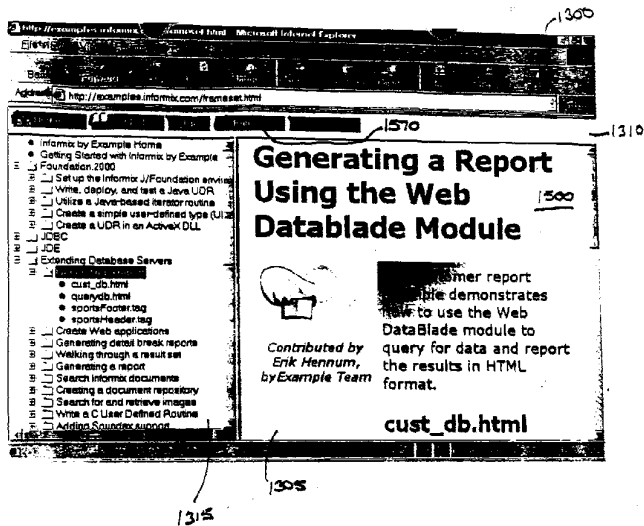 1300
http://examples.informix
ameset.html - Microsoft Internet Explorer
http://examples.informix.com/frameset.html
1570
1310
Informix by Example Home
Getting Started with Informix by Example
Foundation.2000
Set up the Informix J/Foundation enviro
Write, deploy, and test a Java UDR
Utilize a Java-based iterator routine
Create a simple user-defined type (U
Create a UDR in an ActiveX DLL
JDBC
JDE
Extending Database Servers
cust_db.html
querydb.html
sportsFooter.tag
sportsHeader.tag
Create Web applications
Generating detail break reports
Walking through a result set
Generating a report
Search Informix documents
Creating a document repository
Search for and retrieve images
Write a C User Defined Routine
Adding Soundex support
Generating a Report
Using the Web
Datablade Module
1500
Contributed by
Erik Hennum,
byExample Team
omer report
ple demonstrates
how to use the Web
DataBlade module to
query for data and report
the results in HTML
format.
cust_db.html
1315
1305